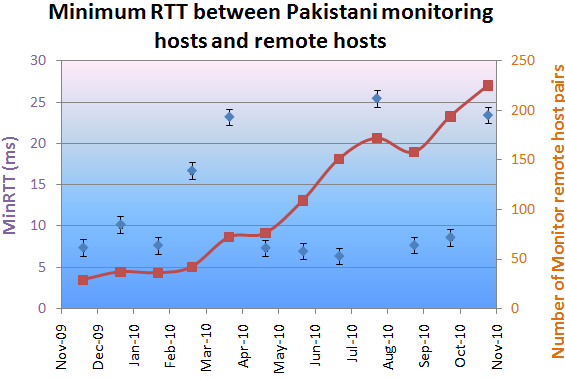 Minimum RTT between Pakistani monitoring
hosts and remote hosts
MinRTT (ms)
30
25
20
15
10
5
0
Number of Monitor remote host pairs
250
200
150
100
50
0
Nov-09
Dec-09
Jan-10
Feb-10
Mar-10
Apr-10
May-10
Jun-10
Jul-10
Aug-10
Sep-10
Oct-10
Nov-10